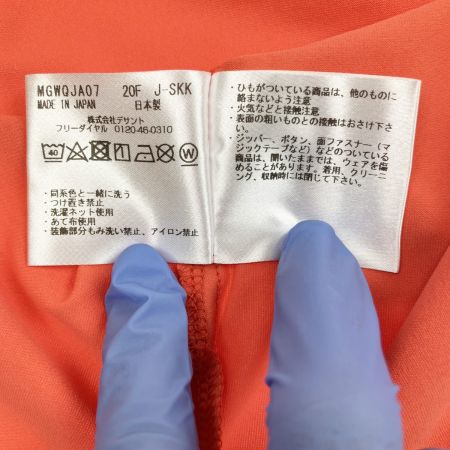 MGWQJA07 20F J-SKK
MADE IN JAPAN 日本製
株式会社デサント
フリーダイヤル 0120-46-0310
40 W
・同系色と一緒に洗う
・つけ置き禁止
・洗濯ネット使用
・あて布使用
・装飾部分もみ洗い禁止、アイロン禁止
・ひもがついている商品は、他のものに
絡まないよう注意
・火気などと接触注意
・表面の粗いものとの接触はおさけ下さ
い。
・ジッパー、ボタン、面ファスナー(マ
ジックテープなど)などのついている
商品は、開いたままでは、ウェアを傷
めることがあります。着用、クリーニ
ング、収納時には閉じて下さい。